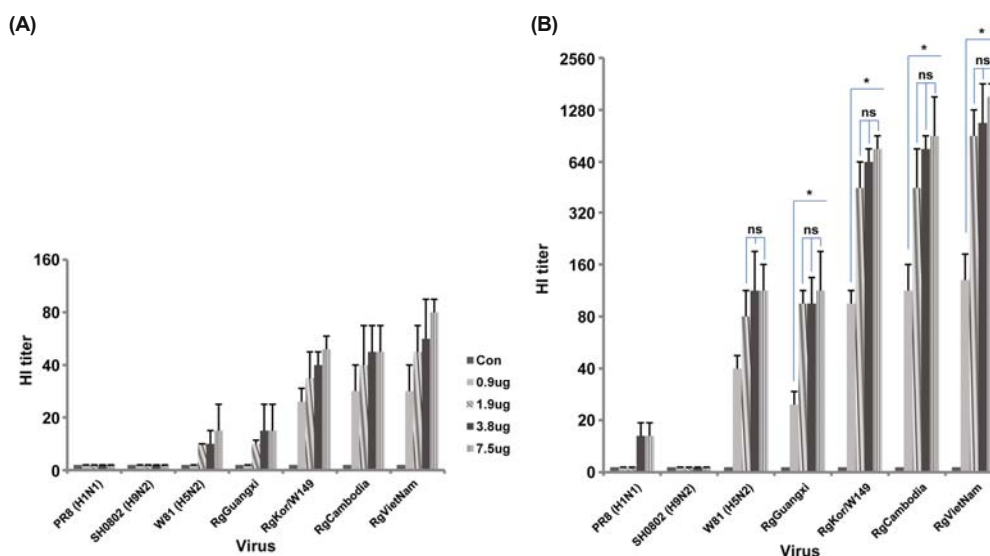 (A)
HI titer
160
80
40
20
0
PR8 (H1N1)
SH0802 (H9N2)
W81 (H5N2)
RgGuangxi
RgKor/W149
RgCambodia
RgVietNam
Virus
Con
0.9ug
1.9ug
3.8ug
7.5ug
(B)
HI titer
2560
1280
640
320
160
80
40
20
0
ns
*
ns
*
ns
*
ns
*
ns
PR8 (H1N1)
SH0802 (H9N2)
W81 (H5N2)
RgGuangxi
RgKor/W149
RgCambodia
RgVietNam
Virus